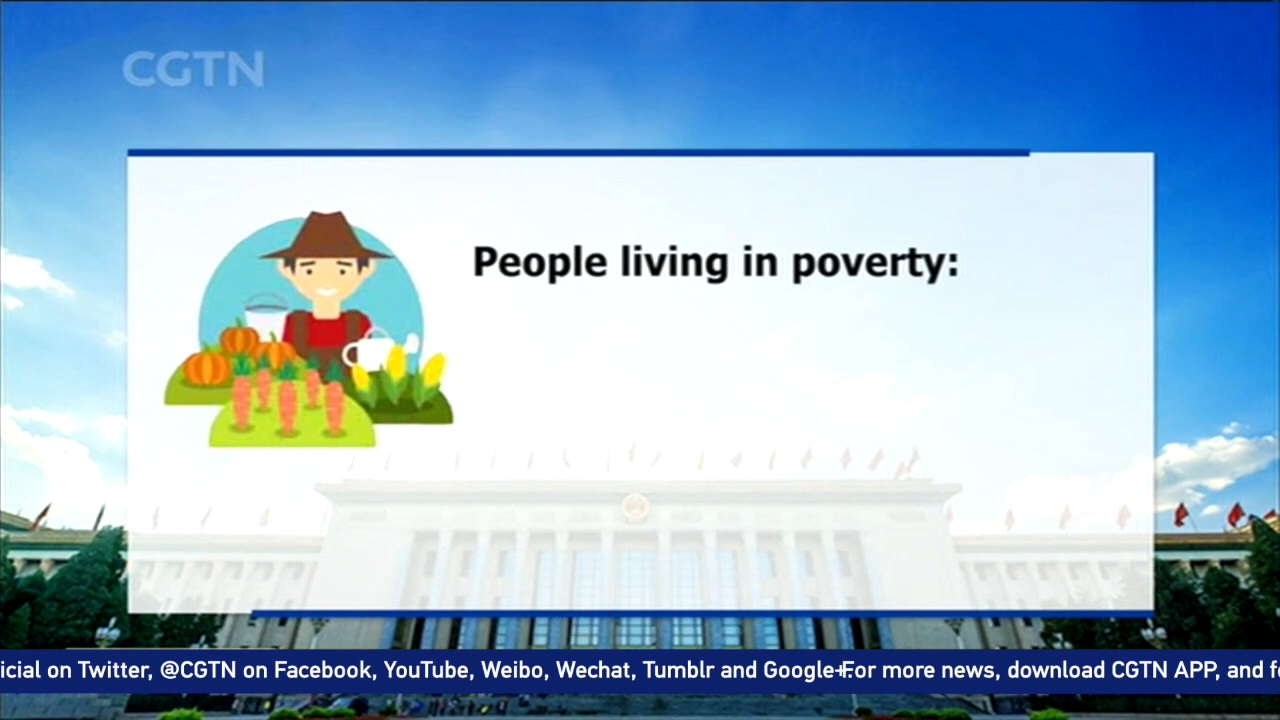 CGTN
People living in poverty:
icial on Twitter, @CGTN on Facebook, YouTube, Weibo, Wechat, Tumblr and Google+.For more news, download CGTN APP, and f